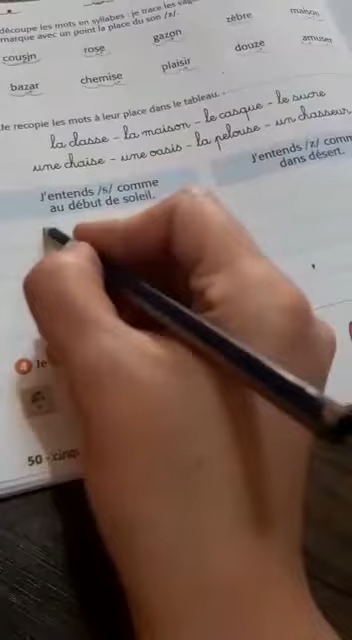 découpe les mots en syllabes : je trace les
marque avec un point la place du son /z/.
cousin rose gazon zèbre maison
bazar chemise plaisir douze amuser
Je recopie les mots à leur place dans le tableau.
la classe – la maison – le casque – le sucre
une chaise – une oasis – la pelouse – un chasseur
J'entends /s/ comme
au début de soleil.
J'entends /z/ comm
dans désert.
4 le
50 - cinq